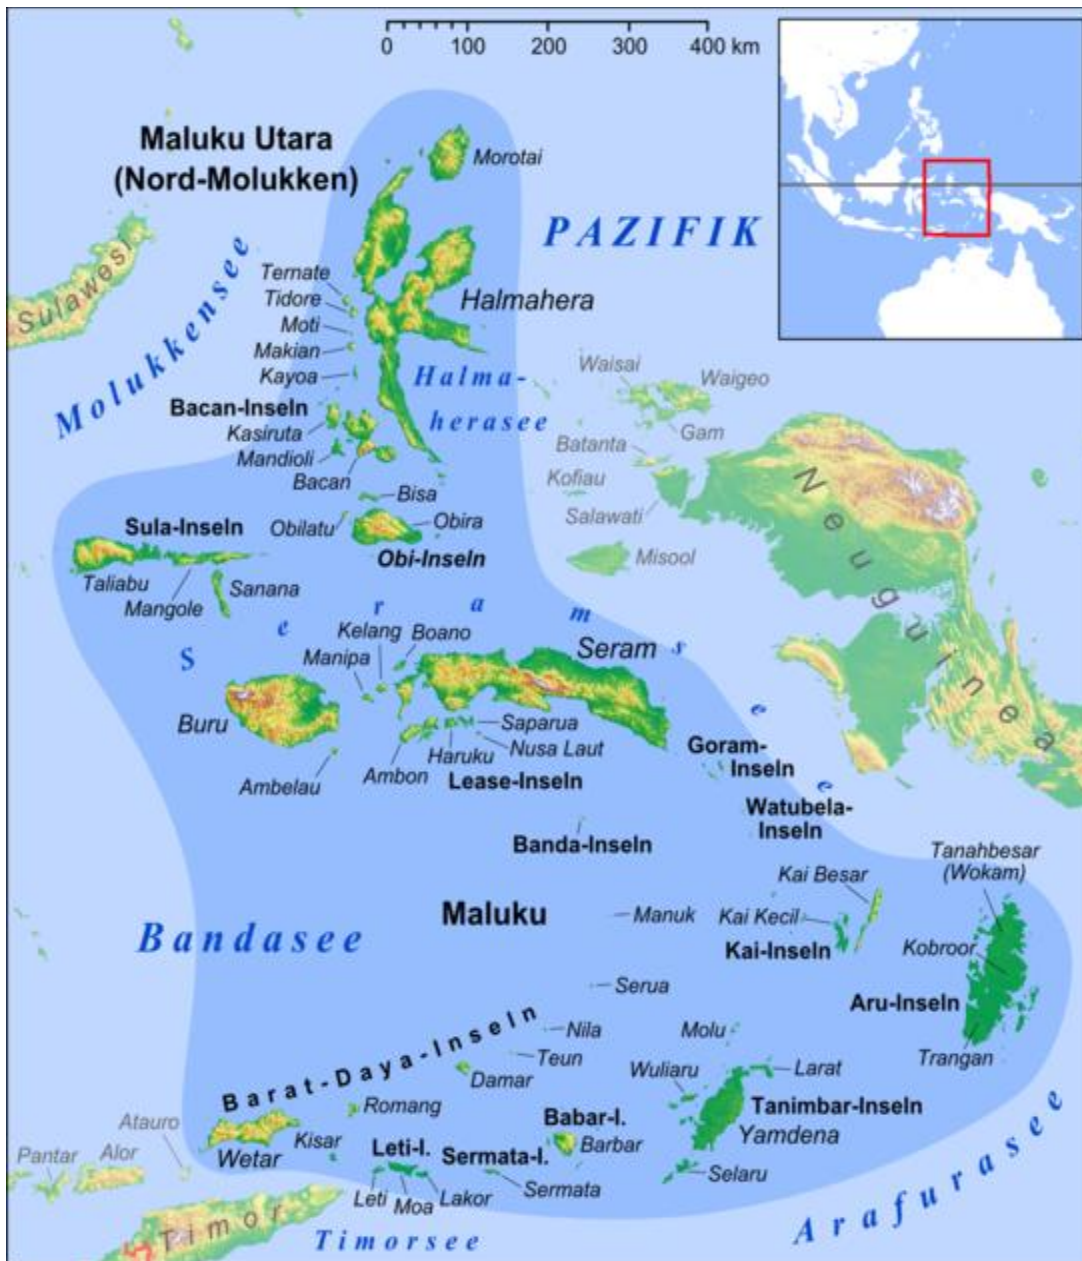 0 100 200 300 400 km
Maluku Utara
(Nord-Molukken)
Morotai
PAZIFIK
Sulawesi
Molukkensee
Ternate
Tidore
Moti
Makian
Kayoa
Halmahera
Halma-
herasee
Waisai
Waigeo
Gam
Batanta
Kofiau
Salawati
Misool
Neuguinea
Bacan-Inseln
Kasiruta
Mandioli
Bacan
Bisa
Obilatu
Obira
Obi-Inseln
Sula-Inseln
Taliabu
Mangole
Sanana
Seramsee
Kelang
Boano
Manipa
Seram
Buru
Ambelau
Ambon
Haruku
Saparua
Nusa Laut
Lease-Inseln
Goram-
Inseln
Watubela-
Inseln
Banda-Inseln
Tanahbesar
(Wokam)
Kai Besar
Maluku
Manuk
Kai Kecil
Kai-Inseln
Kobroor
Bandasee
Serua
Aru-Inseln
Trangan
Barat-Daya-Inseln
Nila
Teun
Damar
Molu
Wuliaru
Larat
Romang
Babar-I.
Barbar
Tanimbar-Inseln
Yamdena
Selaru
Atauro
Pantar
Alor
Wetar
Kisar
Leti-I.
Sermata-I.
Leti
Moa
Lakor
Sermata
Timor
Timorsee
Arafurasee